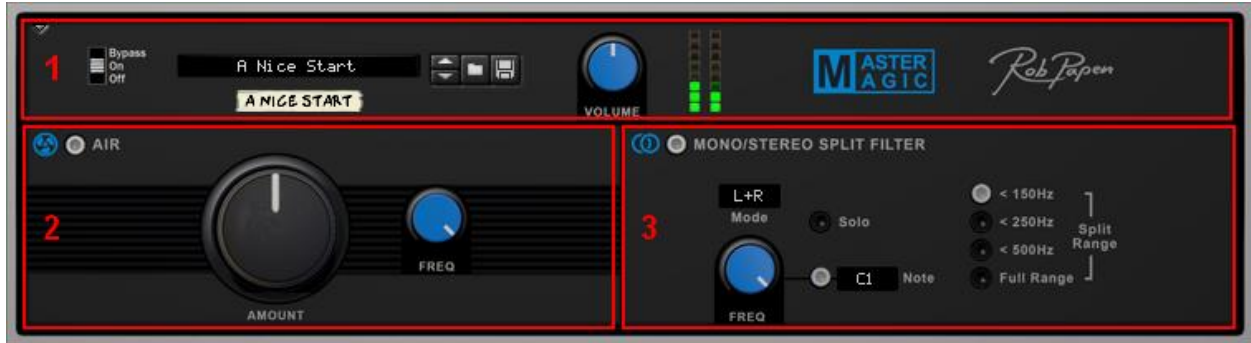 1
Bypass
On
Off
A Nice Start
A NICE START
VOLUME
MASTER
MAGIC
Rob Papen
2
AIR
AMOUNT
FREQ
3
MONO/STEREO SPLIT FILTER
L+R
Mode
Solo
FREQ
C1 Note
< 150Hz
< 250Hz
< 500Hz
Full Range
Split
Range